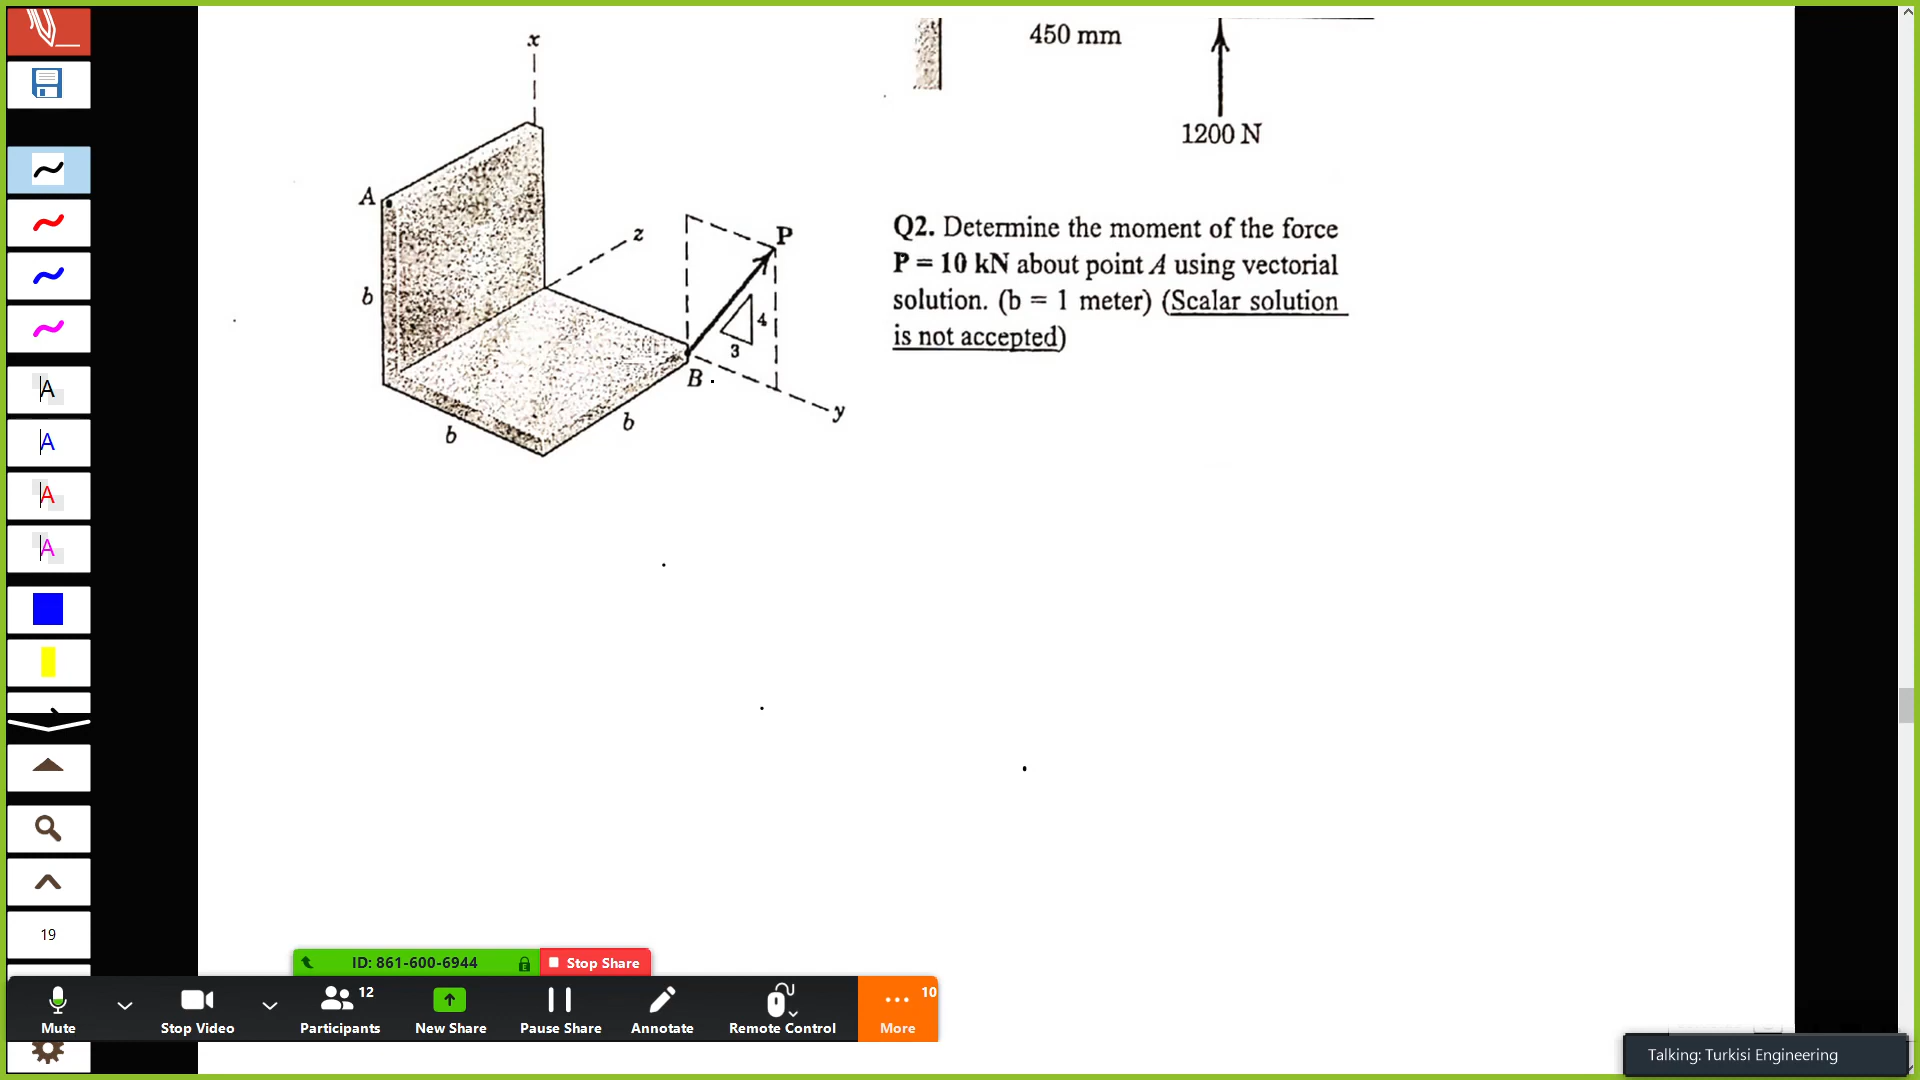 x
450 mm
1200 N
A
z
P
b
4
3
B
y
b
b
Q2. Determine the moment of the force
P = 10 kN about point A using vectorial
solution. (b = 1 meter) (Scalar solution
is not accepted)
A
A
A
A
19
ID: 861-600-6944
Stop Share
Mute
Stop Video
12
Participants
New Share
Pause Share
Annotate
Remote Control
10
More
Talking: Turkisi Engineering